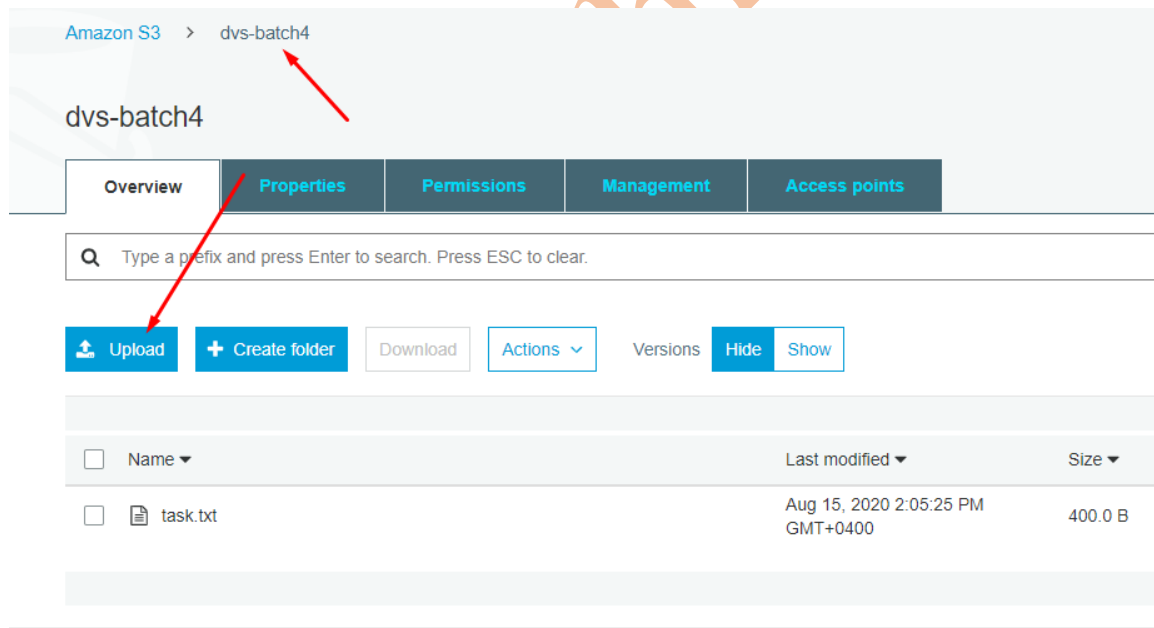 Amazon S3 > dvs-batch4
dvs-batch4
Overview Properties Permissions Management Access points
Type a prefix and press Enter to search. Press ESC to clear.
Upload Create folder Download Actions Versions Hide Show
Name Last modified Size
task.txt Aug 15, 2020 2:05:25 PM 400.0 B
GMT+0400